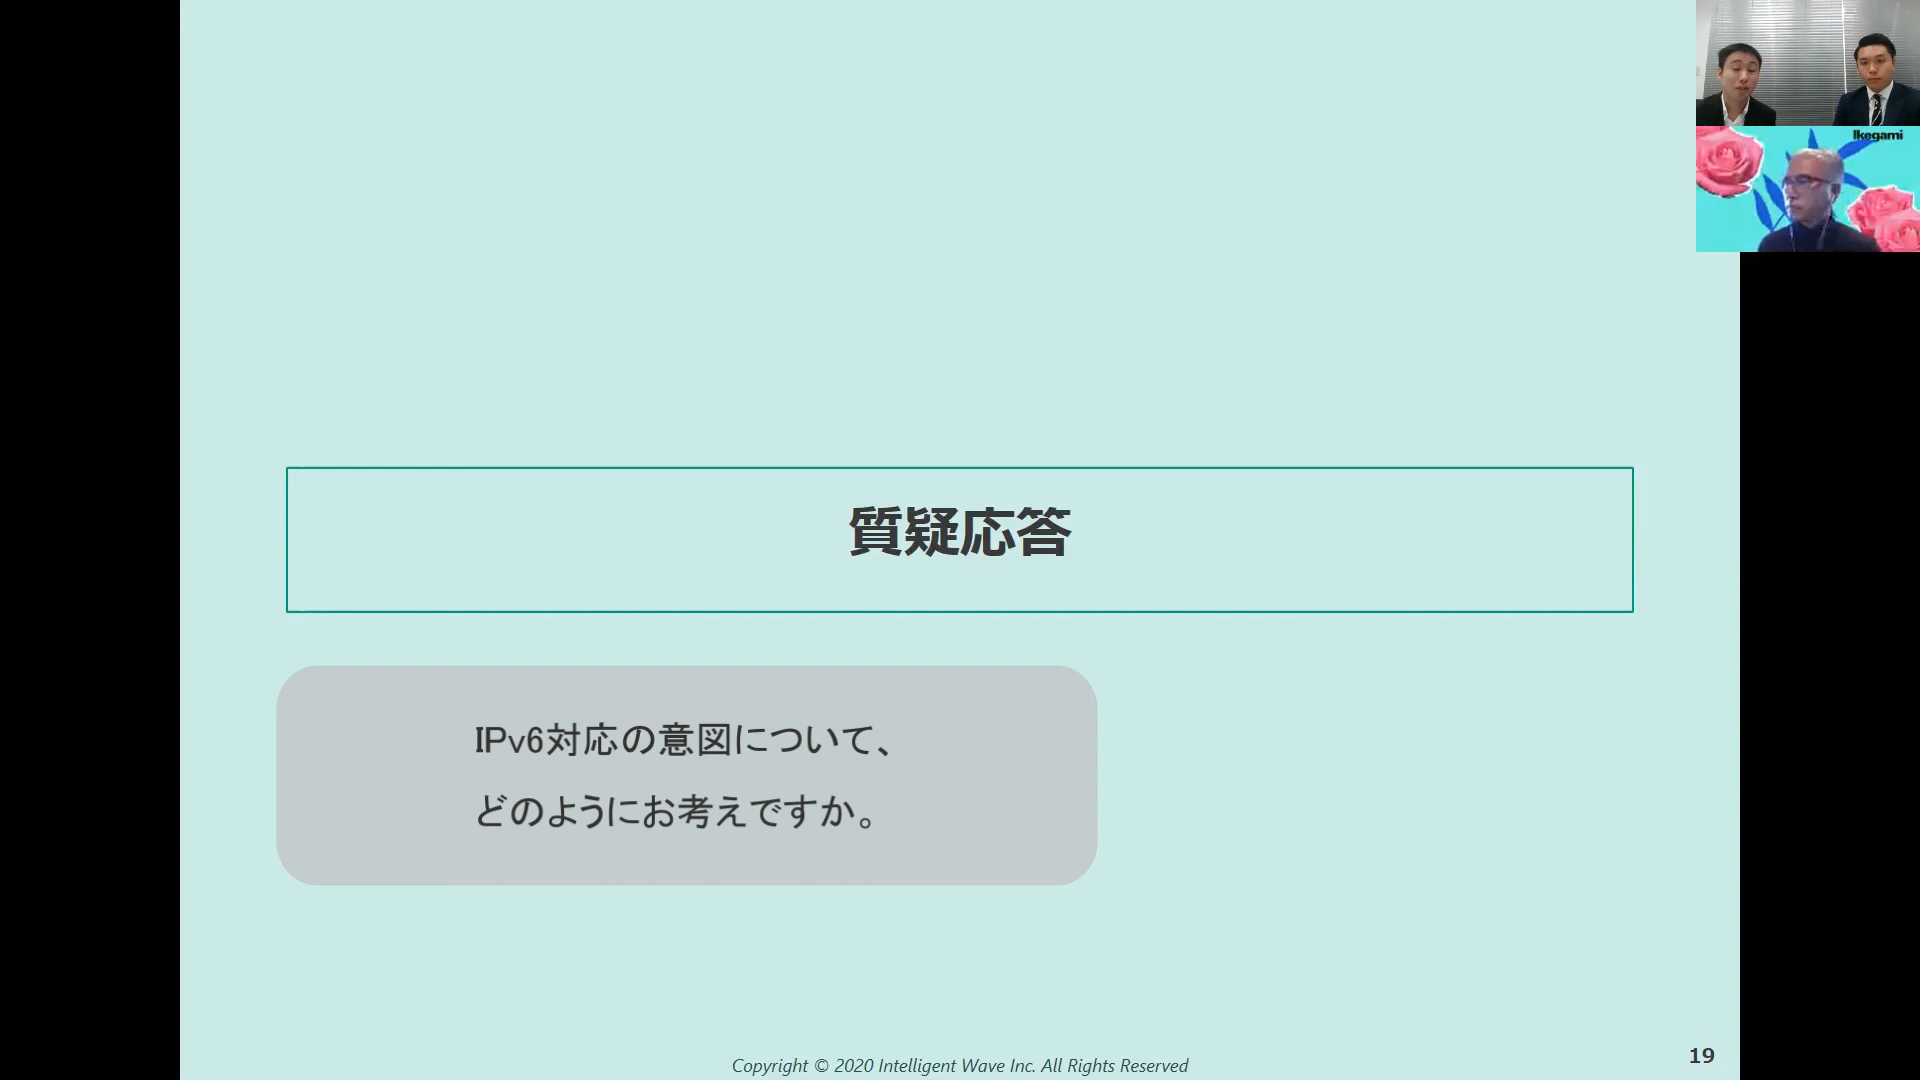 Ikegami
質疑応答
IPv6対応の意図について、
どのようにお考えですか。
Copyright © 2020 Intelligent Wave Inc. All Rights Reserved
19